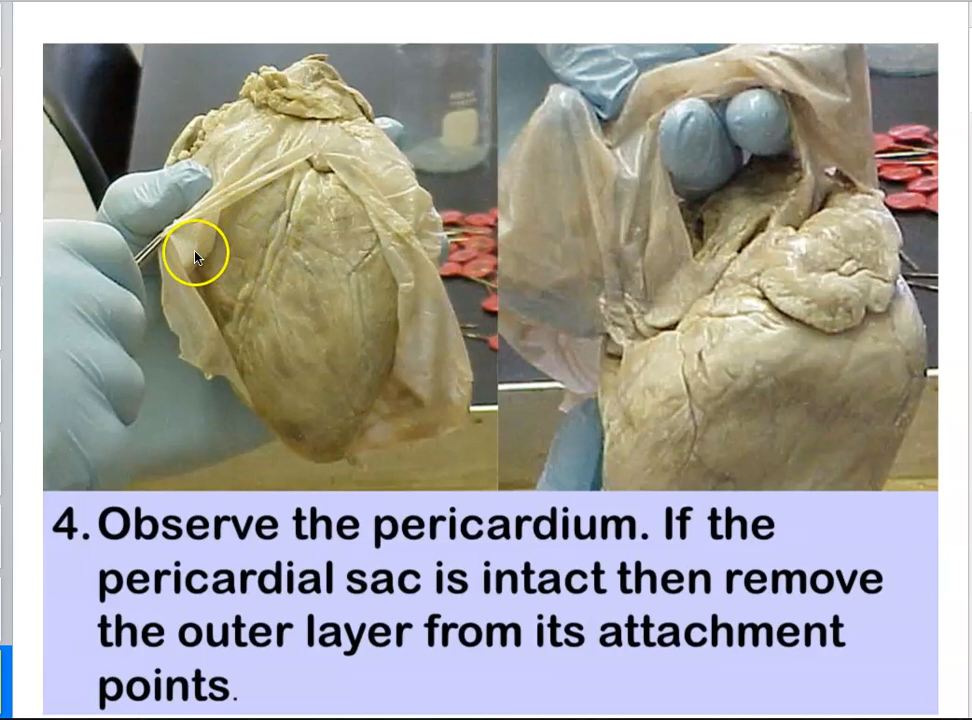 4. Observe the pericardium. If the
pericardial sac is intact then remove
the outer layer from its attachment
points.